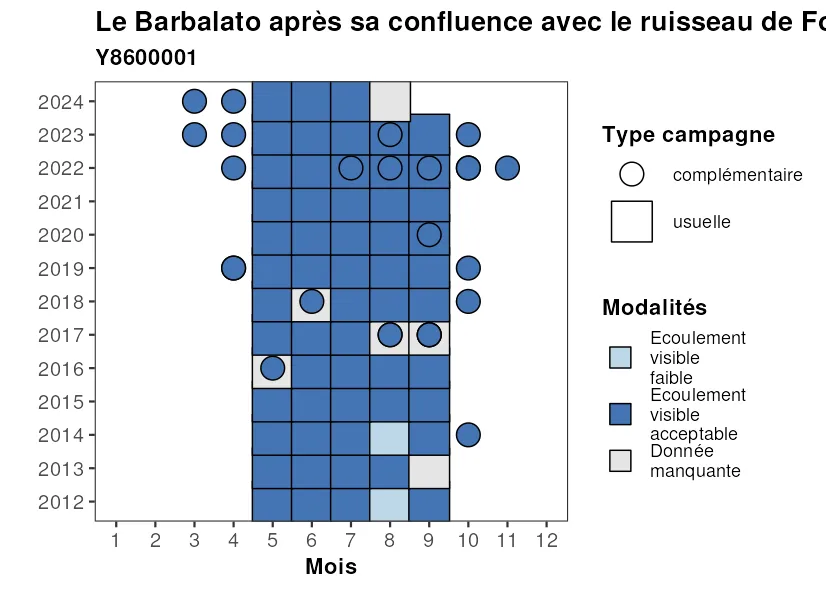 Le Barbalato après sa confluence avec le ruisseau de Fo
Y8600001
2024
2023
2022
2021
2020
2019
2018
2017
2016
2015
2014
2013
2012
1 2 3 4 5 6 7 8 9 10 11 12
Mois
Type campagne
complémentaire
usuelle
Modalités
Ecoulement
visible
faible
Ecoulement
visible
acceptable
Donnée
manquante